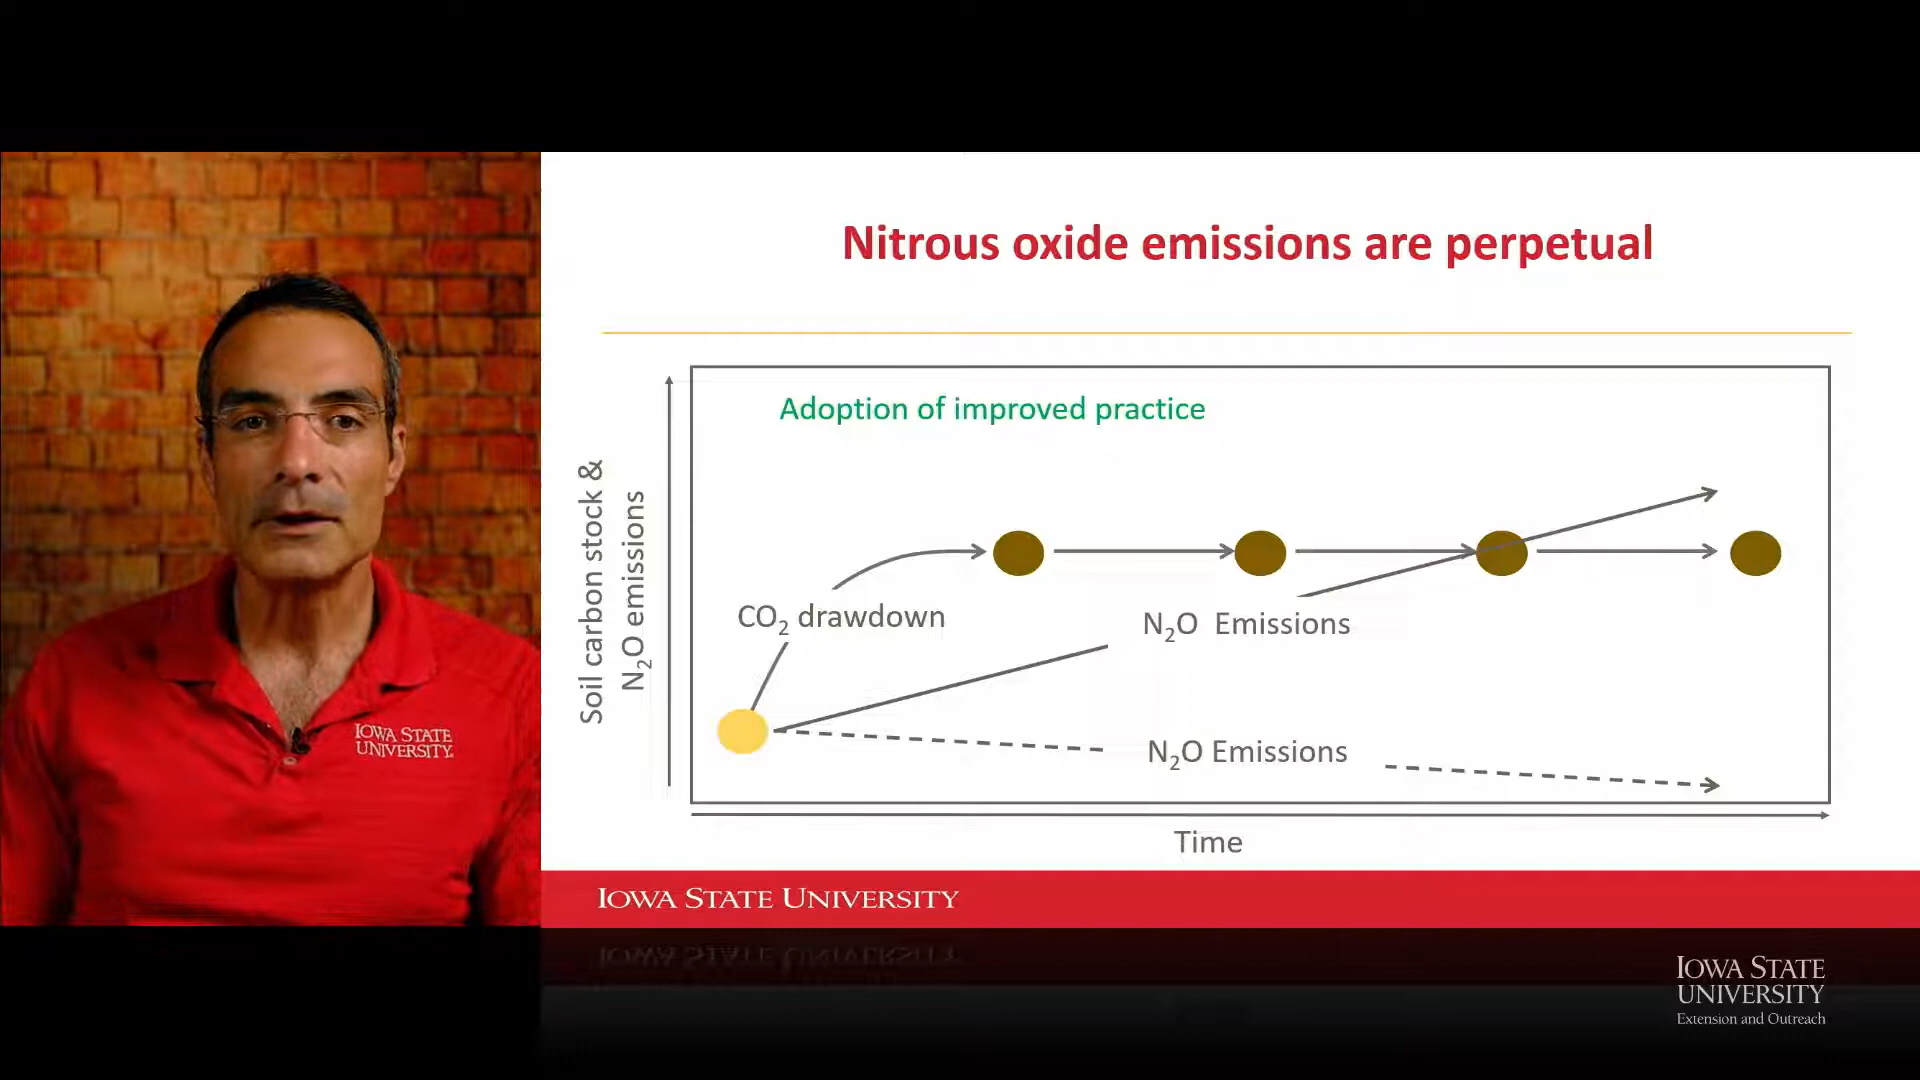 Nitrous oxide emissions are perpetual
Adoption of improved practice
Soil carbon stock &
N₂O emissions
CO₂ drawdown
N₂O Emissions
N₂O Emissions
Time
IOWA STATE UNIVERSITY
IOWA STATE
UNIVERSITY.
IOWA STATE
UNIVERSITY
Extension and Outreach